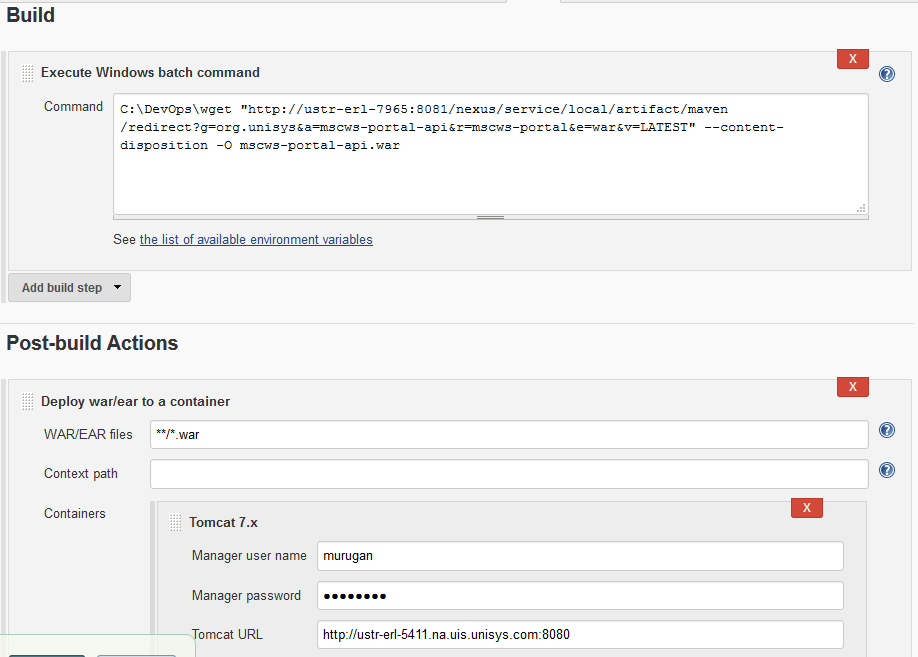 Build
X
Execute Windows batch command
?
Command
C:\DevOps\wget "http://ustr-erl-7965:8081/nexus/service/local/artifact/maven
/redirect?g=org.unisys&a=mscws-portal-api&r=mscws-portal&e=war&v=LATEST" --content-
disposition -O mscws-portal-api.war
See the list of available environment variables
Add build step
Post-build Actions
X
Deploy war/ear to a container
WAR/EAR files **/*.war ?
Context path ?
Containers
X
Tomcat 7.x
Manager user name murugan
Manager password ●●●●●●●●
Tomcat URL http://ustr-erl-5411.na.uis.unisys.com:8080